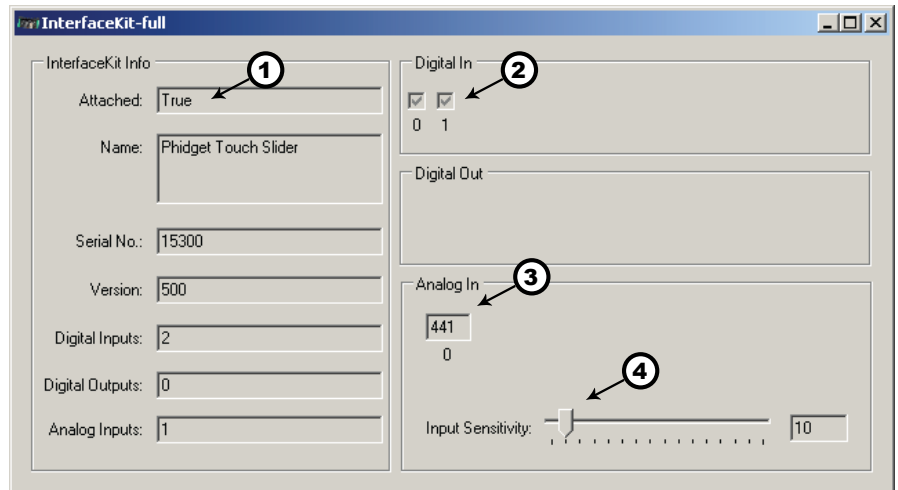 InterfaceKit-full
InterfaceKit Info
1
Attached: True
Name: Phidget Touch Slider
Serial No.: 15300
Version: 500
Digital Inputs: 2
Digital Outputs: 0
Analog Inputs: 1
Digital In
2
0 1
Digital Out
Analog In
3
441
0
4
Input Sensitivity: 10